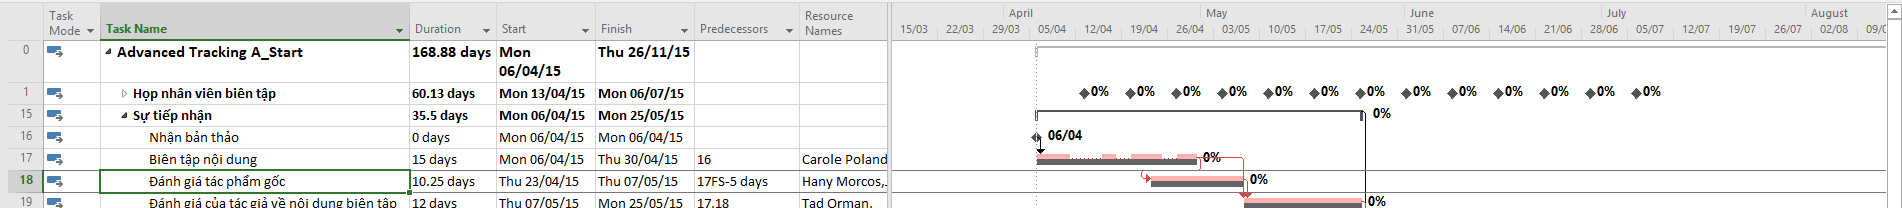 Task Mode Task Name Duration Start Finish Predecessors Resource Names
April May June July August
15/03 22/03 29/03 05/04 12/04 19/04 26/04 03/05 10/05 17/05 24/05 31/05 07/06 14/06 21/06 28/06 05/07 12/07 19/07 26/07 02/08 09/0
0 Advanced Tracking A_Start 168.88 days Mon 06/04/15 Thu 26/11/15
1 Họp nhân viên biên tập 60.13 days Mon 13/04/15 Mon 06/07/15 0% 0% 0% 0% 0% 0% 0% 0% 0% 0% 0% 0% 0%
15 Sự tiếp nhận 35.5 days Mon 06/04/15 Mon 25/05/15 0%
16 Nhận bản thảo 0 days Mon 06/04/15 Mon 06/04/15 06/04
17 Biên tập nội dung 15 days Mon 06/04/15 Thu 30/04/15 16 Carole Poland 0%
18 Đánh giá tác phẩm gốc 10.25 days Thu 23/04/15 Thu 07/05/15 17FS-5 days Hany Morcos,. 0%
19 Đánh giá của tác giả về nội dung biên tập 12 days Thu 07/05/15 Mon 25/05/15 17,18 Tad Orman, 0%